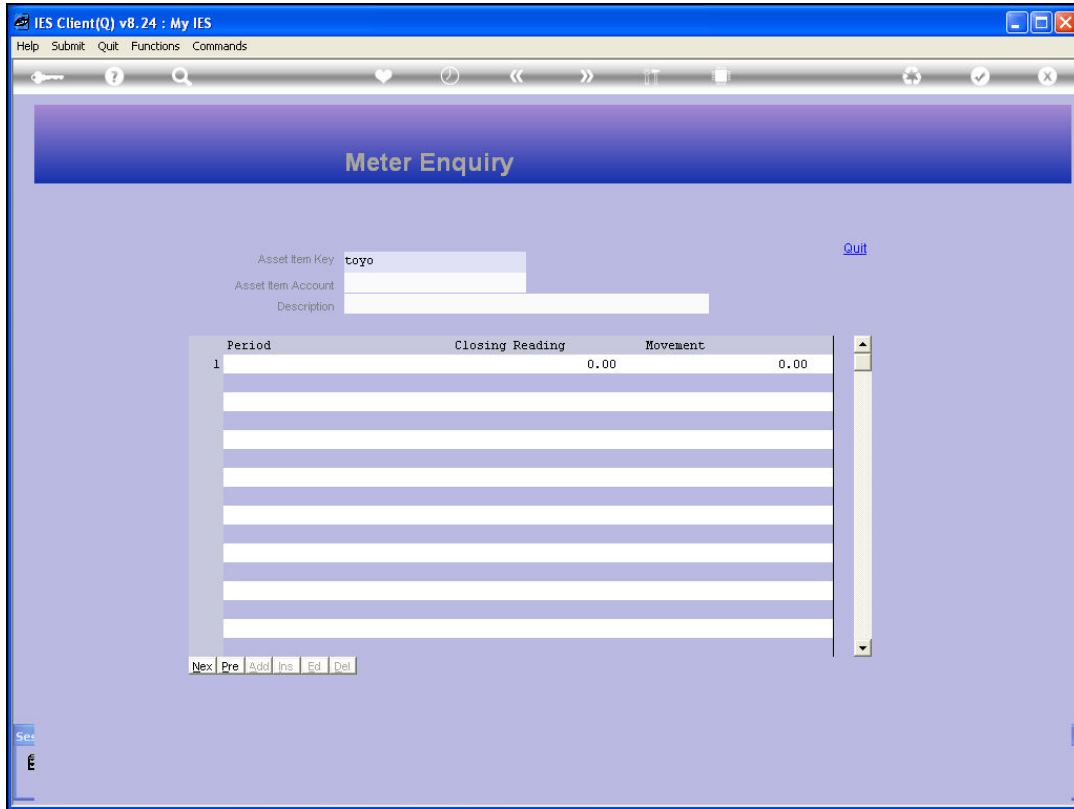 IES Client(Q) v8.24 : My IES
Help Submit Quit Functions Commands
Meter Enquiry
Quit
Asset Item Key toyo
Asset Item Account
Description
Period Closing Reading Movement
1 0.00 0.00
Nex Pre Add Ins Ed Del
Ses